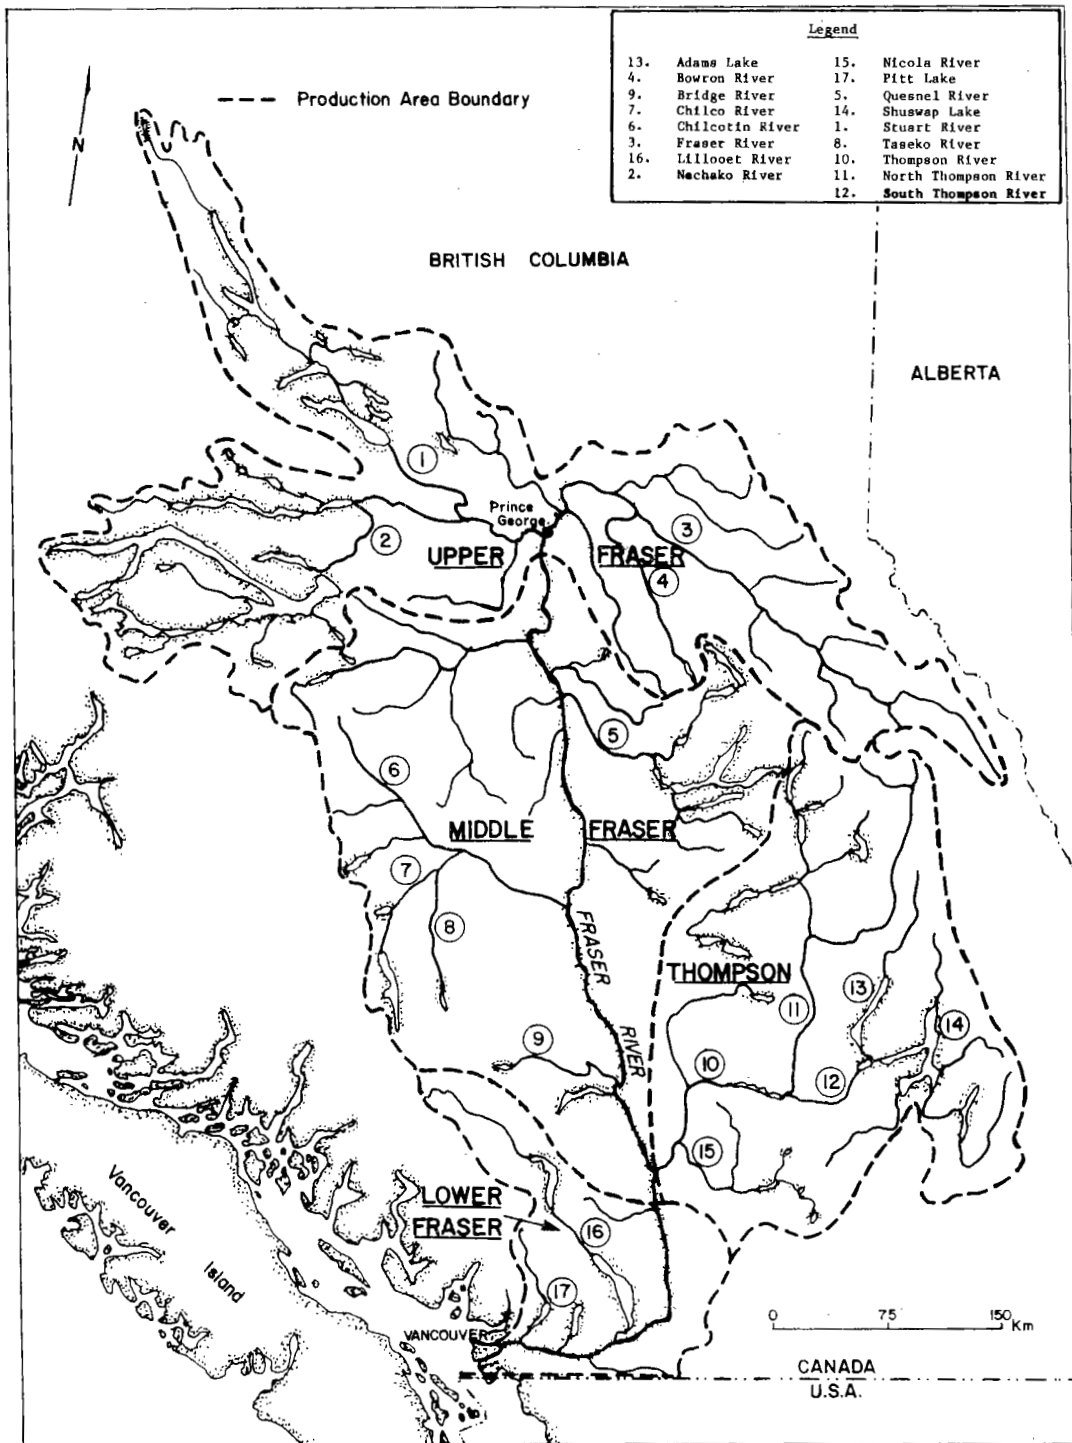 Legend
13. Adams Lake 15. Nicola River
4. Bowron River 17. Pitt Lake
9. Bridge River 5. Quesnel River
7. Chilco River 14. Shuswap Lake
6. Chilcotin River 1. Stuart River
3. Fraser River 8. Taseko River
16. Lillooet River 10. Thompson River
2. Nechako River 11. North Thompson River
12. South Thompson River
Production Area Boundary
N
BRITISH COLUMBIA
ALBERTA
1
Prince
George
2
3
UPPER FRASER
4
5
6
MIDDLE FRASER
7
8
FRASER
RIVER
THOMPSON
13
11
14
9
10
12
15
Vancouver
Island
LOWER
FRASER
16
17
VANCOUVER
0 75 150 Km
CANADA
U.S.A.